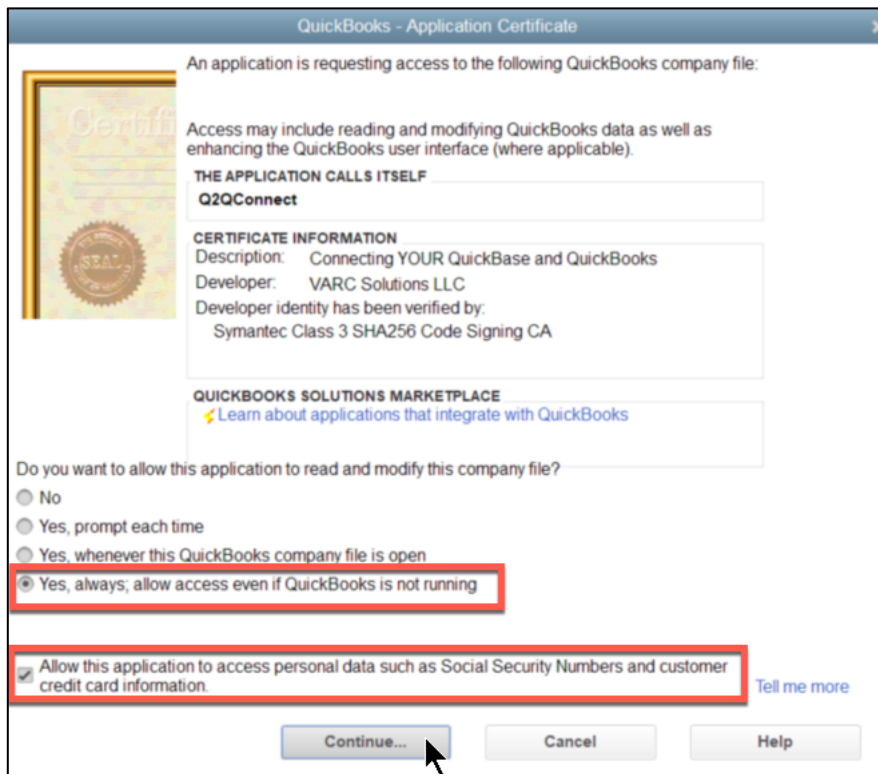 QuickBooks - Application Certificate
An application is requesting access to the following QuickBooks company file:
Access may include reading and modifying QuickBooks data as well as
enhancing the QuickBooks user interface (where applicable).
THE APPLICATION CALLS ITSELF
Q2QConnect
CERTIFICATE INFORMATION
Description: Connecting YOUR QuickBase and QuickBooks
Developer: VARC Solutions LLC
Developer identity has been verified by:
Symantec Class 3 SHA256 Code Signing CA
QUICKBOOKS SOLUTIONS MARKETPLACE
Learn about applications that integrate with QuickBooks
Do you want to allow this application to read and modify this company file?
No
Yes, prompt each time
Yes, whenever this QuickBooks company file is open
Yes, always; allow access even if QuickBooks is not running
Allow this application to access personal data such as Social Security Numbers and customer
credit card information.
Tell me more
Continue...
Cancel
Help
Certifi
SEAL